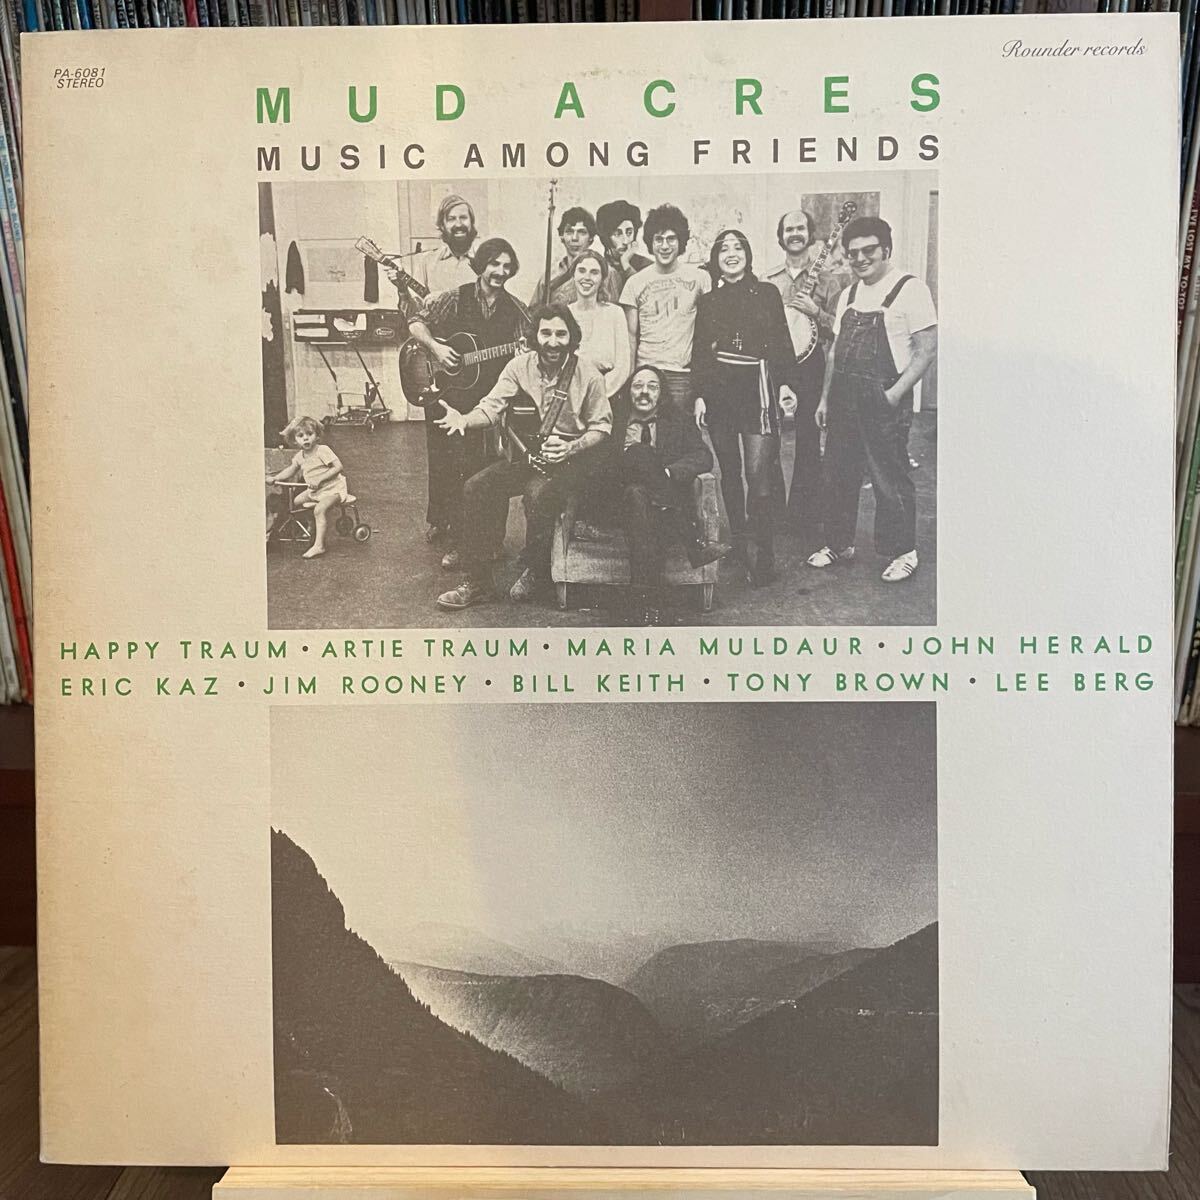 PA-6081
STEREO
Rounder records
MUD ACRES
MUSIC AMONG FRIENDS
HAPPY TRAUM • ARTIE TRAUM • MARIA MULDAUR • JOHN HERALD
ERIC KAZ • JIM ROONEY • BILL KEITH • TONY BROWN • LEE BERG